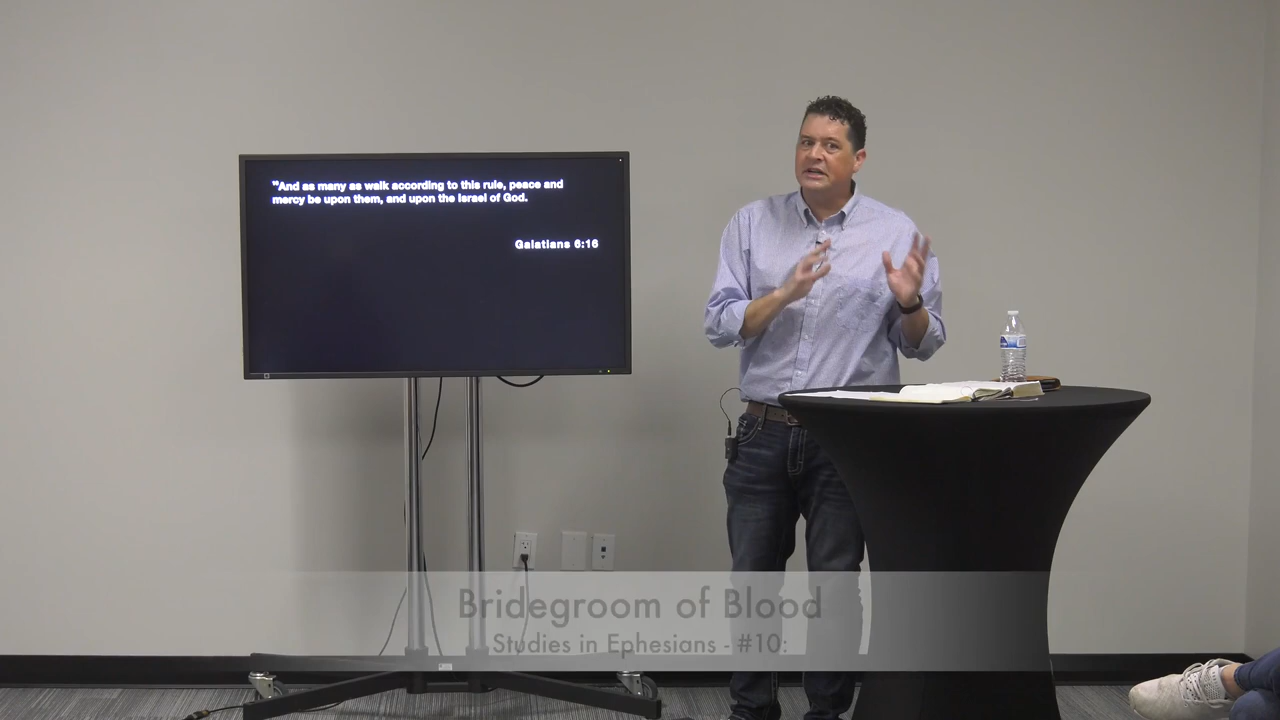 "And as many as walk according to this rule, peace and
mercy be upon them, and upon the Israel of God.
Galatians 6:16
Bridegroom of Blood
Studies in Ephesians - #10: